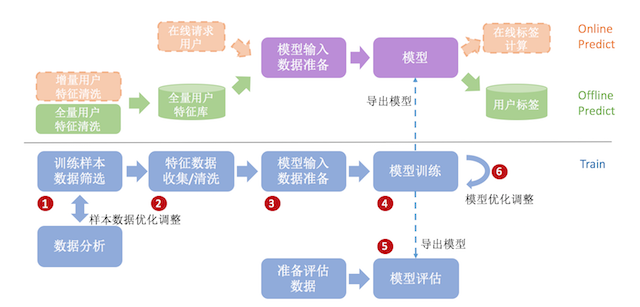 在线请求
用户
模型输入
数据准备
模型
在线标签
计算
Online
Predict
增量用户
特征清洗
全量用户
特征清洗
全量用户
特征库
导出模型
用户标签
Offline
Predict
训练样本
数据筛选
特征数据
收集/清洗
模型输入
数据准备
模型训练
6
Train
1
2
3
4
模型优化调整
样本数据优化调整
数据分析
5
导出模型
准备评估
数据
模型评估